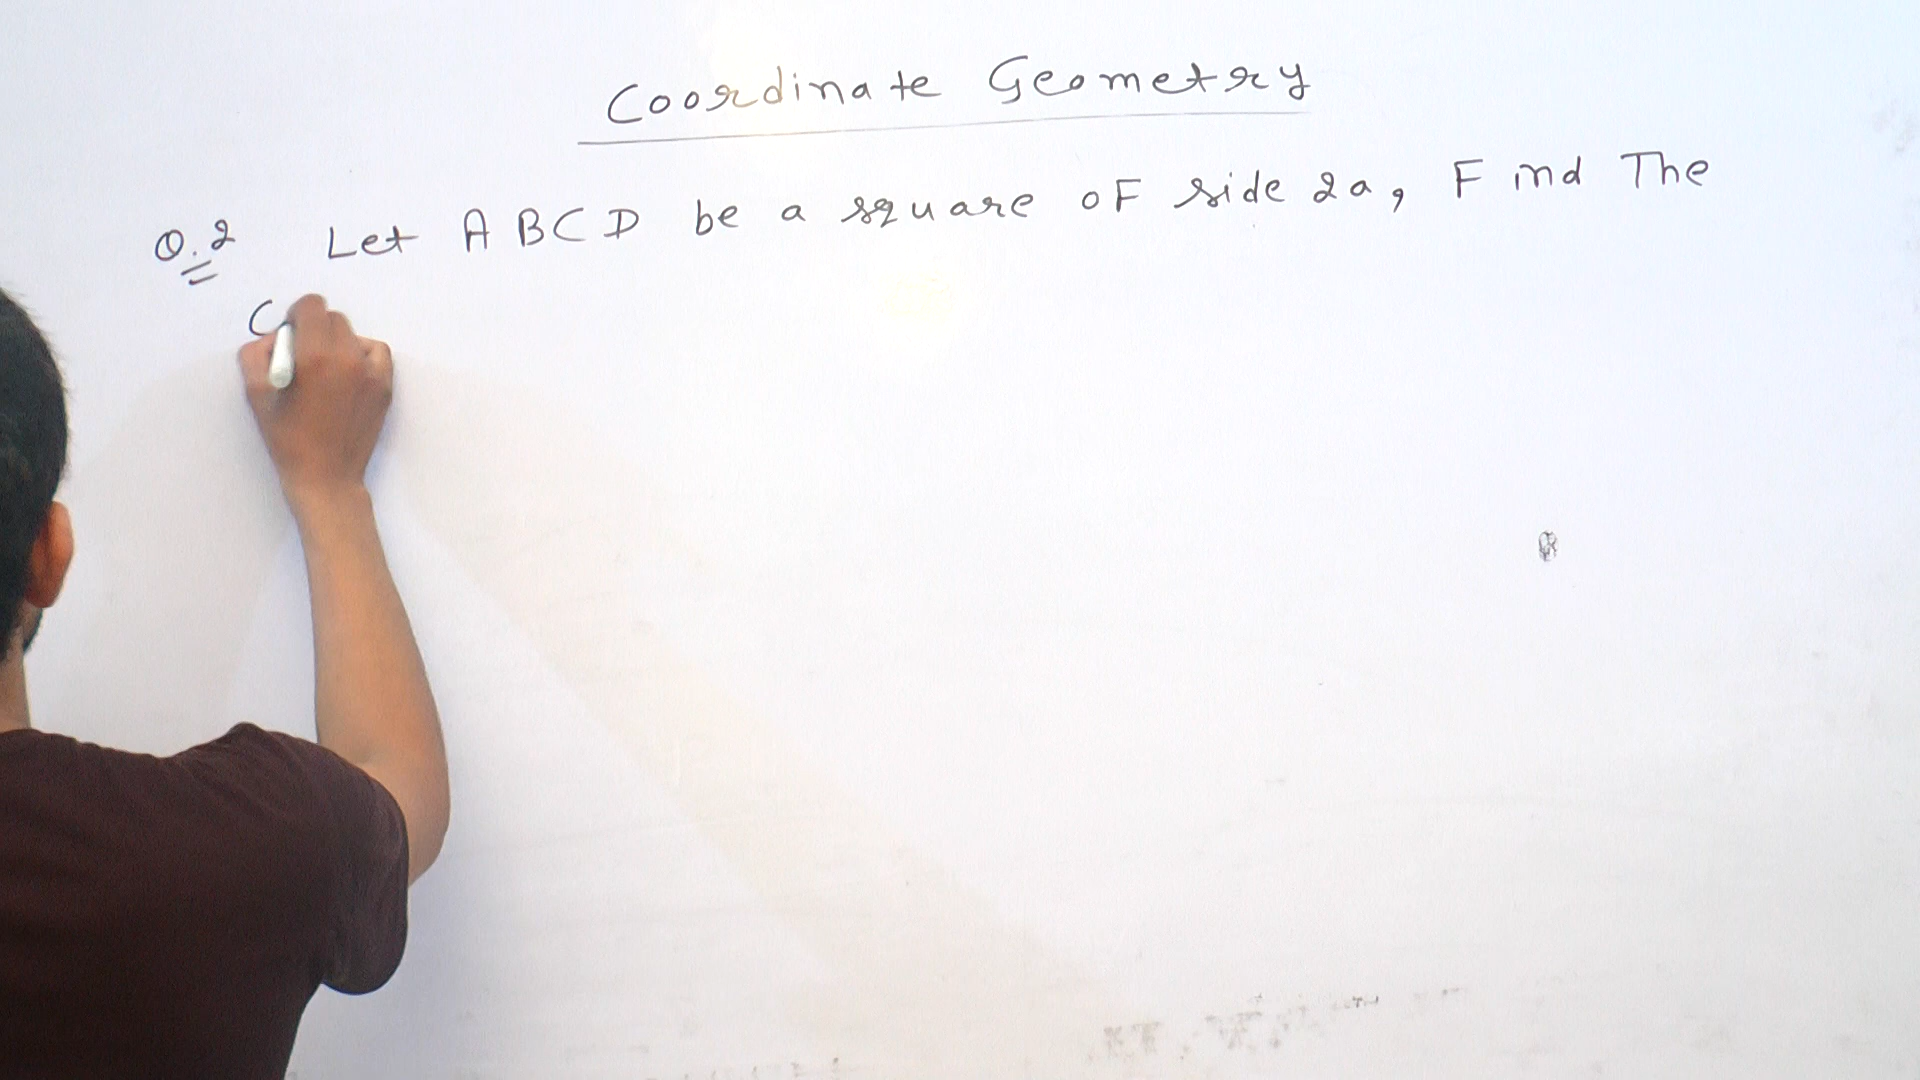 Coordinate Geometry
Q.2 Let ABCD be a square of side 2a, Find The
C